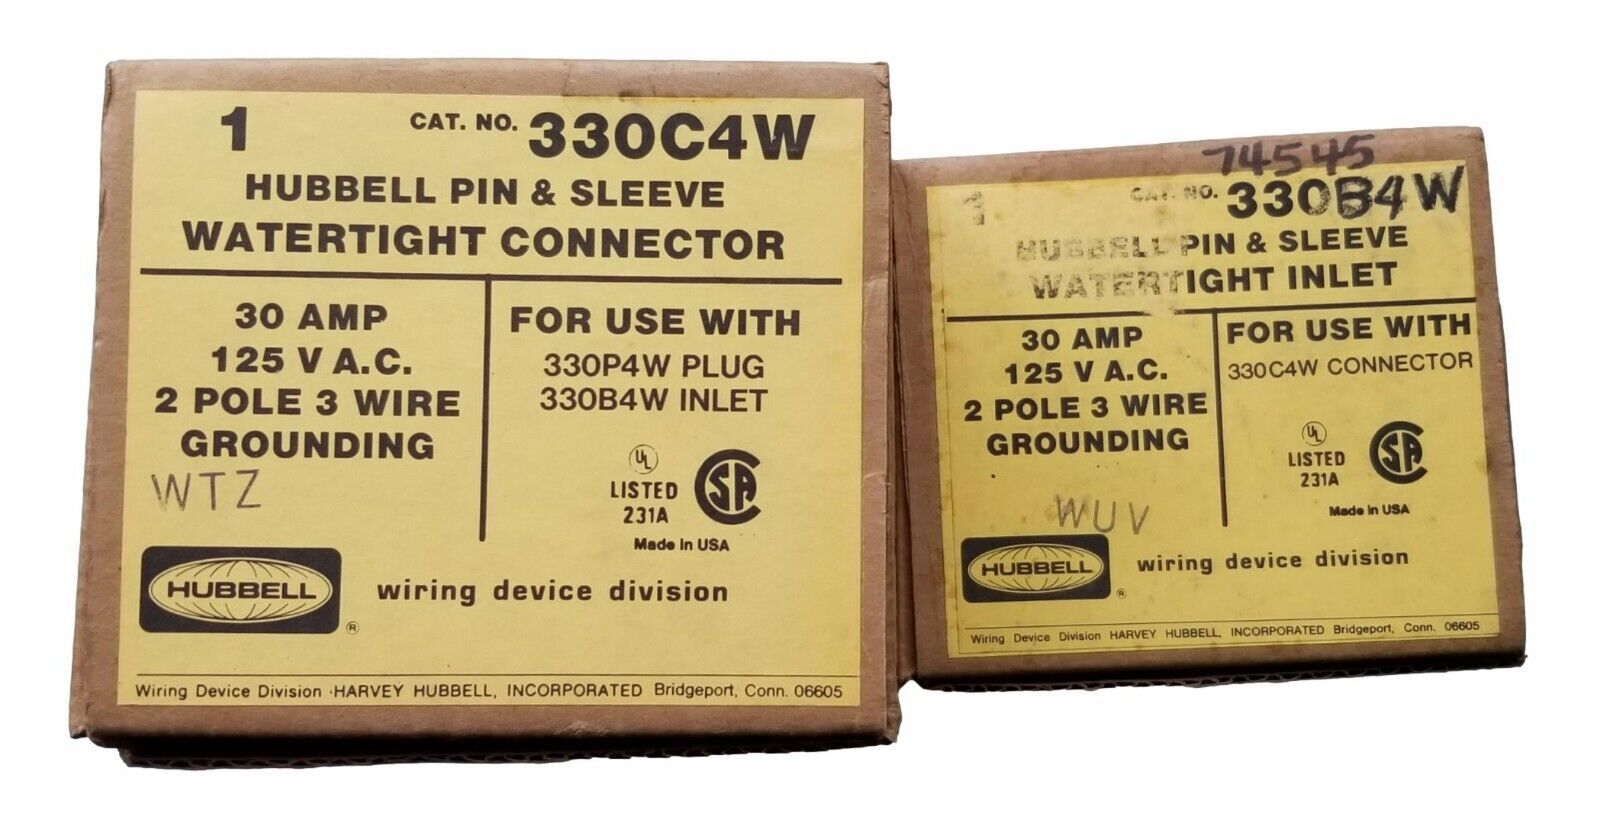 1 CAT. NO. 330C4W
HUBBELL PIN & SLEEVE
WATERTIGHT CONNECTOR
30 AMP
125 V A.C.
2 POLE 3 WIRE
GROUNDING
WTZ
FOR USE WITH
330P4W PLUG
330B4W INLET
UL
LISTED
231A
CSA
Made in USA
HUBBELL ® wiring device division
Wiring Device Division HARVEY HUBBELL, INCORPORATED Bridgeport, Conn. 06605
74545
1 CAT. NO. 330B4W
HUBBELL PIN & SLEEVE
WATERTIGHT INLET
30 AMP
125 V A.C.
2 POLE 3 WIRE
GROUNDING
WUV
FOR USE WITH
330C4W CONNECTOR
UL
LISTED
231A
CSA
Made in USA
HUBBELL ® wiring device division
Wiring Device Division HARVEY HUBBELL, INCORPORATED Bridgeport, Conn. 06605